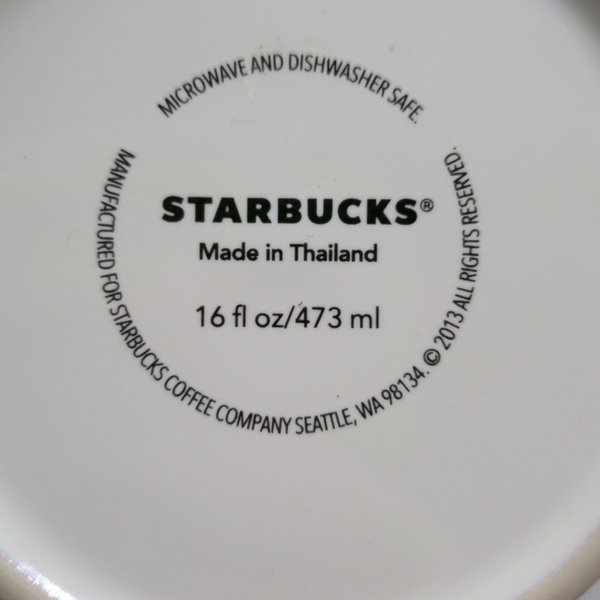 MICROWAVE AND DISHWASHER SAFE.
STARBUCKS®
Made in Thailand
16 fl oz/473 ml
MANUFACTURED FOR STARBUCKS COFFEE COMPANY SEATTLE, WA 98134. © 2013 ALL RIGHTS RESERVED.